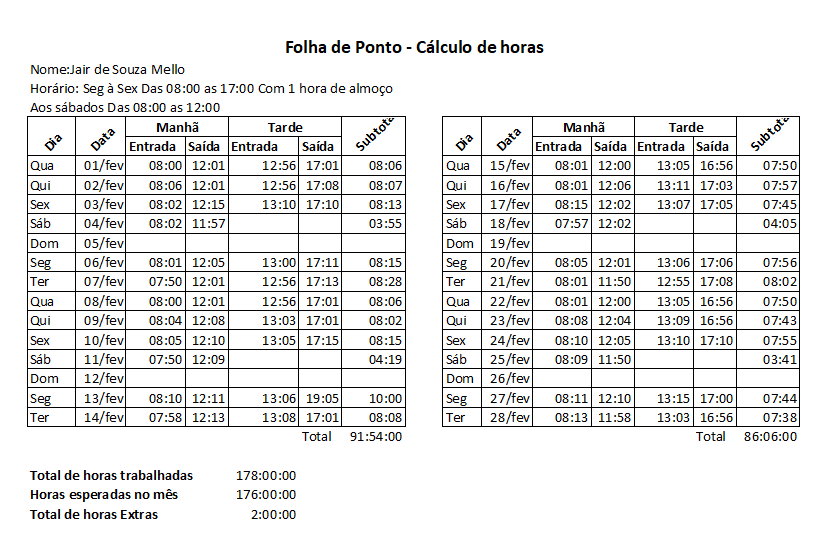 Folha de Ponto - Cálculo de horas
Nome:Jair de Souza Mello
Horário: Seg à Sex Das 08:00 as 17:00 Com 1 hora de almoço
Aos sábados Das 08:00 as 12:00
Dia Data Manhã Tarde Subtota
Entrada Saída Entrada Saída
Qua 01/fev 08:00 12:01 12:56 17:01 08:06
Qui 02/fev 08:06 12:01 12:56 17:08 08:07
Sex 03/fev 08:02 12:15 13:10 17:10 08:13
Sáb 04/fev 08:02 11:57 03:55
Dom 05/fev
Seg 06/fev 08:01 12:05 13:00 17:11 08:15
Ter 07/fev 07:50 12:01 12:56 17:13 08:28
Qua 08/fev 08:00 12:01 12:56 17:01 08:06
Qui 09/fev 08:04 12:08 13:03 17:01 08:02
Sex 10/fev 08:05 12:10 13:05 17:15 08:15
Sáb 11/fev 07:50 12:09 04:19
Dom 12/fev
Seg 13/fev 08:10 12:11 13:06 19:05 10:00
Ter 14/fev 07:58 12:13 13:08 17:01 08:08
Total 91:54:00
Dia Data Manhã Tarde Subtota
Entrada Saída Entrada Saída
Qua 15/fev 08:01 12:00 13:05 16:56 07:50
Qui 16/fev 08:01 12:06 13:11 17:03 07:57
Sex 17/fev 08:15 12:02 13:07 17:05 07:45
Sáb 18/fev 07:57 12:02 04:05
Dom 19/fev
Seg 20/fev 08:05 12:01 13:06 17:06 07:56
Ter 21/fev 08:01 11:50 12:55 17:08 08:02
Qua 22/fev 08:01 12:00 13:05 16:56 07:50
Qui 23/fev 08:08 12:04 13:09 16:56 07:43
Sex 24/fev 08:10 12:05 13:10 17:10 07:55
Sáb 25/fev 08:09 11:50 03:41
Dom 26/fev
Seg 27/fev 08:11 12:10 13:15 17:00 07:44
Ter 28/fev 08:13 11:58 13:03 16:56 07:38
Total 86:06:00
Total de horas trabalhadas 178:00:00
Horas esperadas no mês 176:00:00
Total de horas Extras 2:00:00